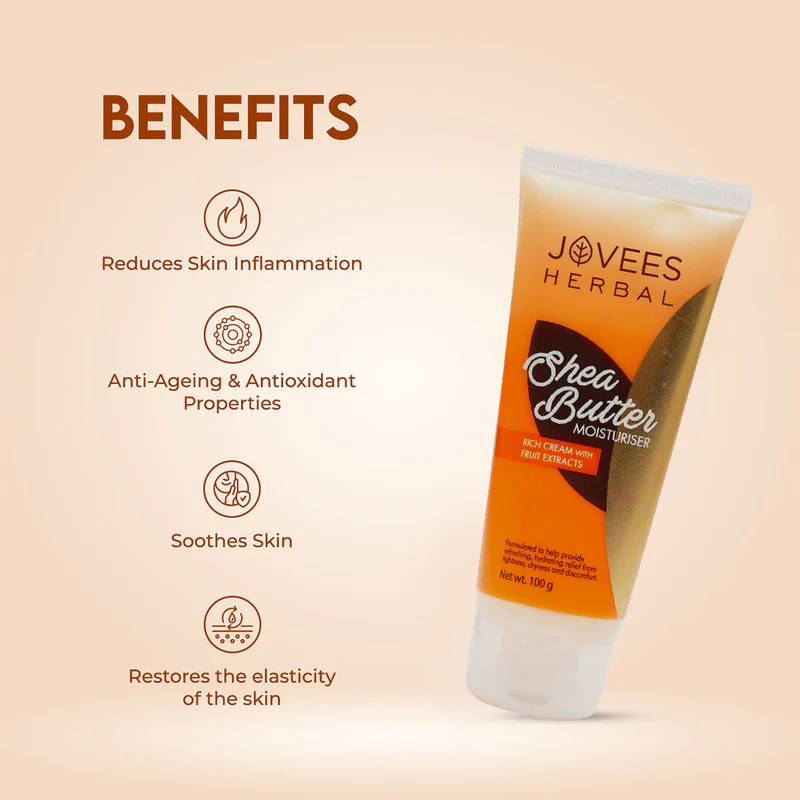 BENEFITS
Reduces Skin Inflammation
Anti-Ageing & Antioxidant
Properties
Soothes Skin
Restores the elasticity
of the skin
JOVEES
HERBAL
Shea
Butter
MOISTURISER
RICH CREAM WITH
FRUIT EXTRACTS
Formulated to help provide
refreshing, hydrating relief from
tightness, dryness and discomfort.
Net wt. 100 g